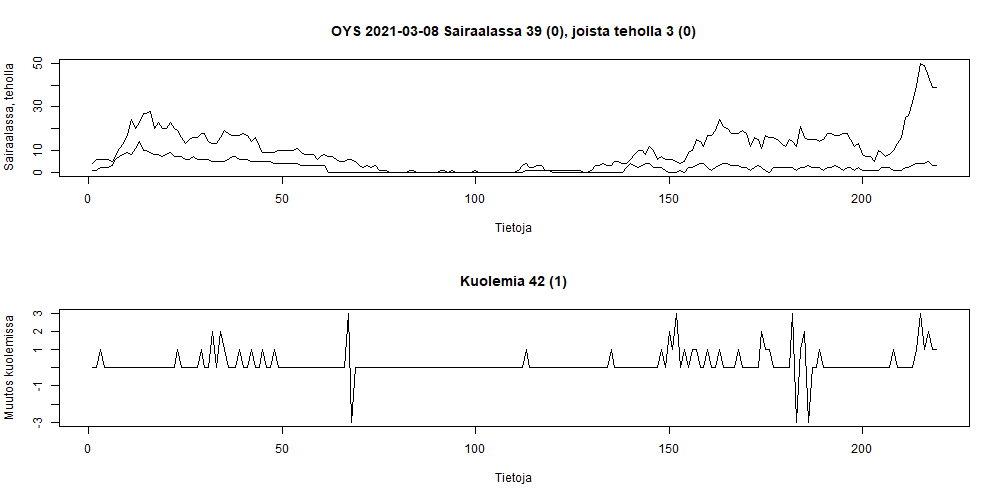 OYS 2021-03-08 Sairaalassa 39 (0), joista teholla 3 (0)
Sairaalassa, teholla
50
30
10
0
0 50 100 150 200
Tietoja
Kuolemia 42 (1)
Muutos kuolemissa
3
2
1
-1
-3
0 50 100 150 200
Tietoja